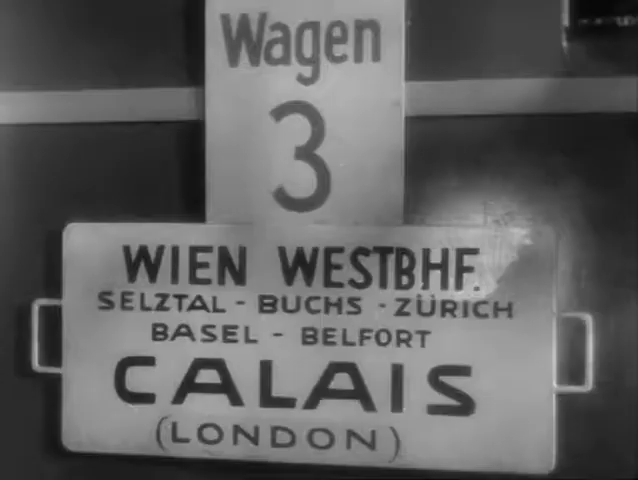 Wagen
3
WIEN WESTBHF.
SELZTAL - BUCHS - ZÜRICH
BASEL - BELFORT
CALAIS
(LONDON)